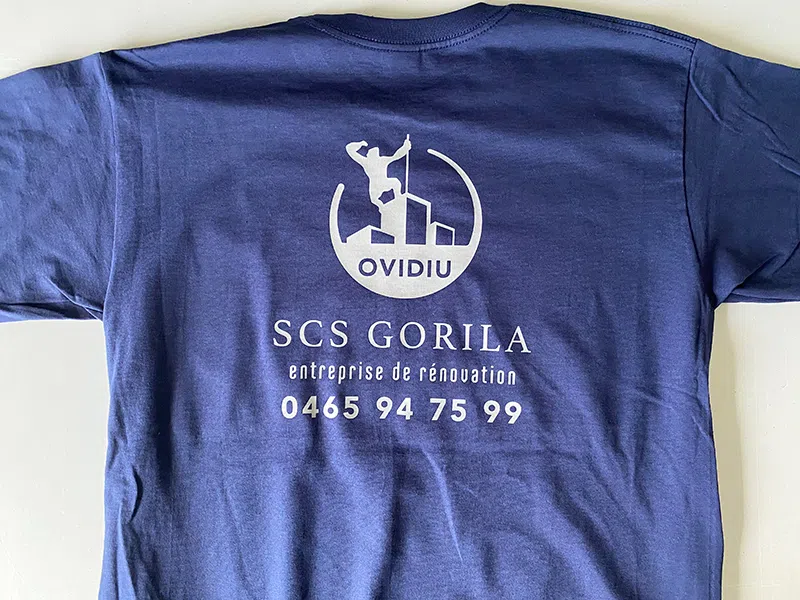 OVIDIU
SCS GORILA
entreprise de rénovation
0465 94 75 99